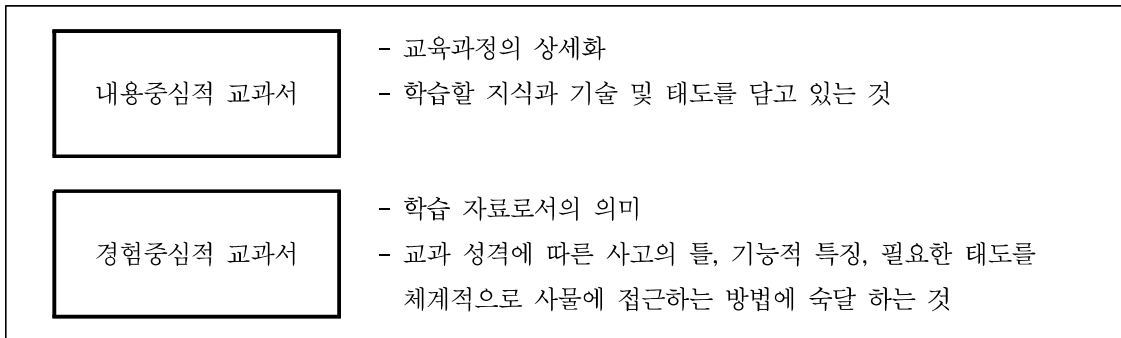 내용중심적 교과서
- 교육과정의 상세화
- 학습할 지식과 기술 및 태도를 담고 있는 것
경험중심적 교과서
- 학습 자료로서의 의미
- 교과 성격에 따른 사고의 틀, 기능적 특징, 필요한 태도를
체계적으로 사물에 접근하는 방법에 숙달 하는 것